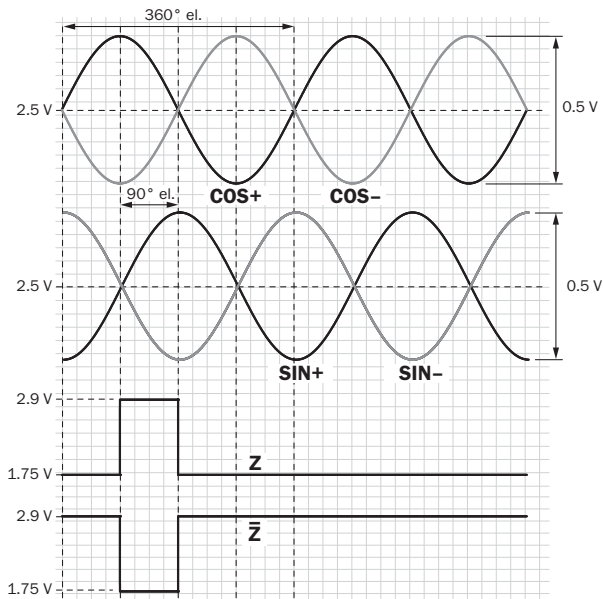 360° el.
2.5 V
0.5 V
COS+ COS–
90° el.
2.5 V
0.5 V
SIN+ SIN–
2.9 V
Z
1.75 V
2.9 V
Z̅
1.75 V